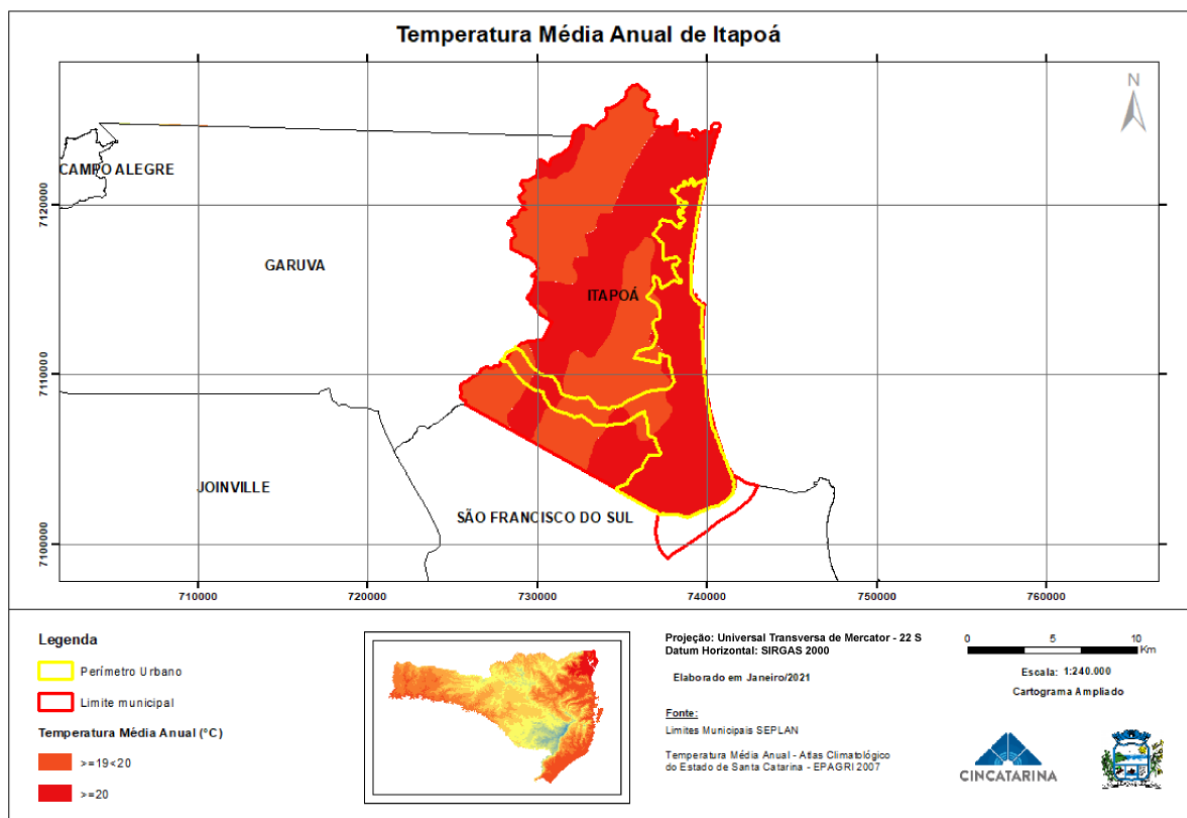 Temperatura Média Anual de Itapoá
N
CAMPO ALEGRE
7120000
GARUVA
ITAPOÁ
7110000
JOINVILLE
SÃO FRANCISCO DO SUL
7100000
710000 720000 730000 740000 750000 760000
Legenda
Perímetro Urbano
Limite municipal
Temperatura Média Anual (°C)
>=19<20
>=20
Projeção: Universal Transversa de Mercator - 22 S
Datum Horizontal: SIRGAS 2000
Elaborado em Janeiro/2021
Fonte:
Limites Municipais SEPLAN
Temperatura Média Anual - Atlas Climatológico
do Estado de Santa Catarina - EPAGRI 2007
0 5 10
Km
Escala: 1:240.000
Cartograma Ampliado
CINCATARINA